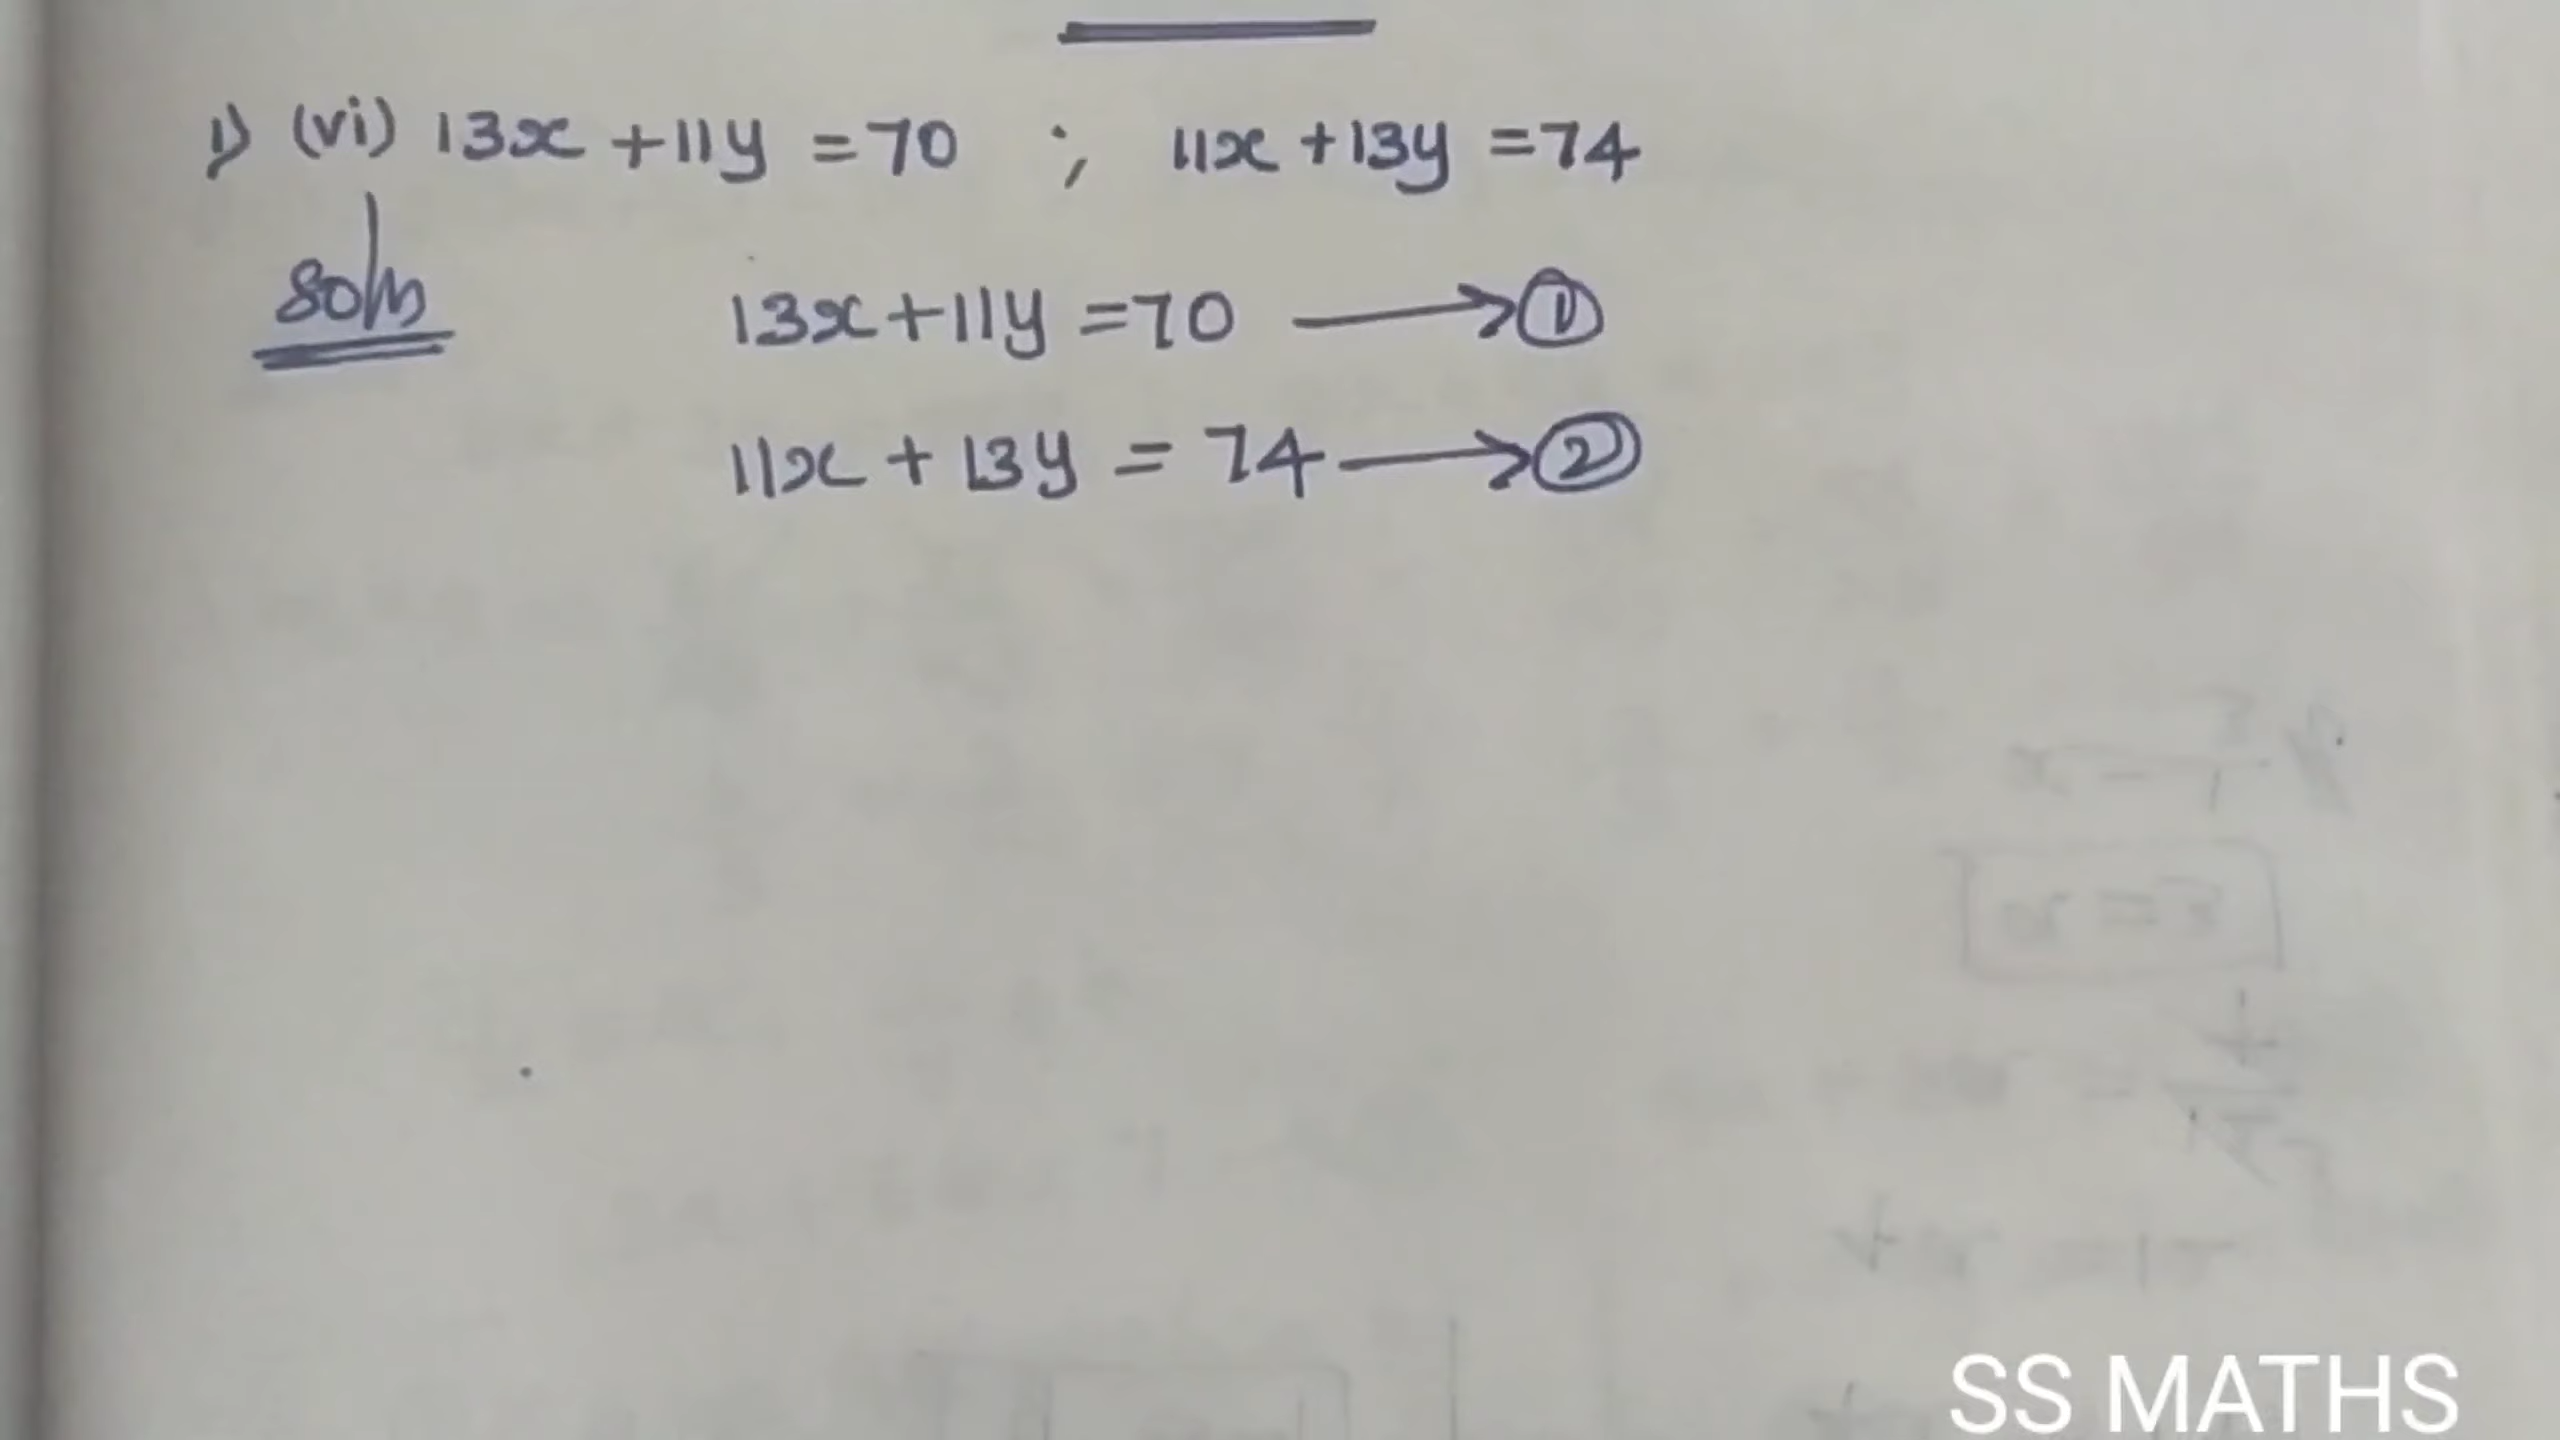 1) (vi) 13x + 11y = 70 ; 11x + 13y = 74
soln
13x + 11y = 70 → ①
11x + 13y = 74 → ②
SS MATHS